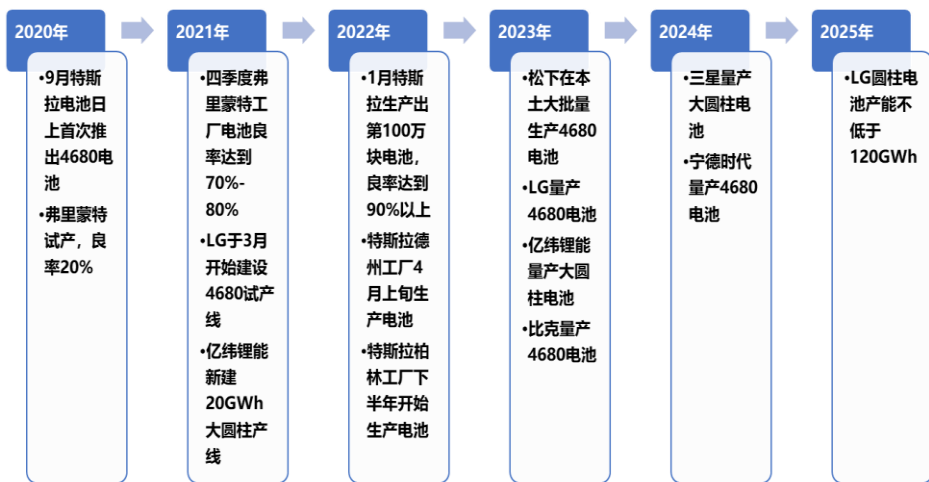 2020年
•9月特斯
拉电池日
上首次推
出4680电
池
•弗里蒙特
试产，良
率20%
2021年
•四季度弗
里蒙特工
厂电池良
率达到
70%-
80%
•LG于3月
开始建设
4680试产
线
•亿纬锂能
新建
20GWh
大圆柱产
线
2022年
•1月特斯
拉生产出
第100万
块电池，
良率达到
90%以上
•特斯拉德
州工厂4
月上旬生
产电池
•特斯拉柏
林工厂下
半年开始
生产电池
2023年
•松下在本
土大批量
生产4680
电池
•LG量产
4680电池
•亿纬锂能
量产大圆
柱电池
•比克量产
4680电池
2024年
•三星量产
大圆柱电
池
•宁德时代
量产4680
电池
2025年
•LG圆柱电
池产能不
低于
120GWh